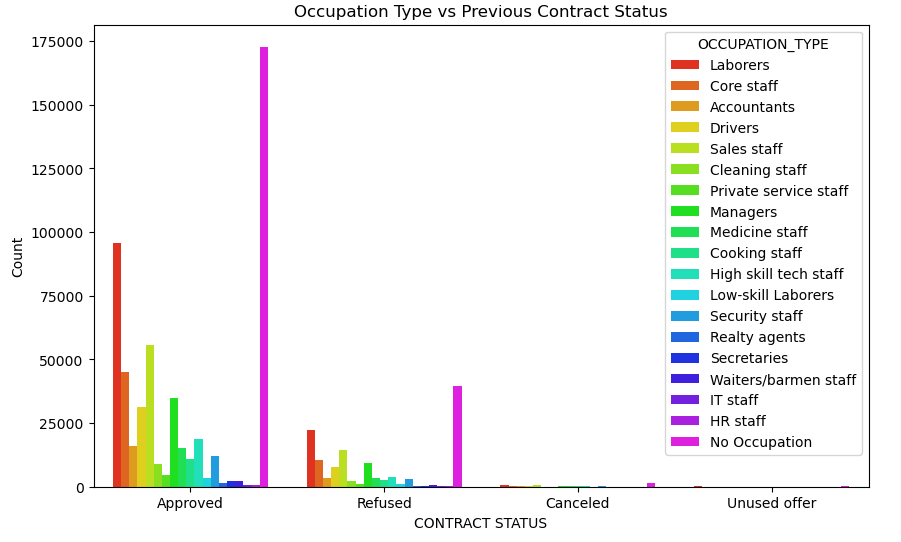 Occupation Type vs Previous Contract Status
175000
150000
125000
100000
75000
50000
25000
0
Count
Approved
Refused
Canceled
Unused offer
CONTRACT STATUS
OCCUPATION_TYPE
Laborers
Core staff
Accountants
Drivers
Sales staff
Cleaning staff
Private service staff
Managers
Medicine staff
Cooking staff
High skill tech staff
Low-skill Laborers
Security staff
Realty agents
Secretaries
Waiters/barmen staff
IT staff
HR staff
No Occupation